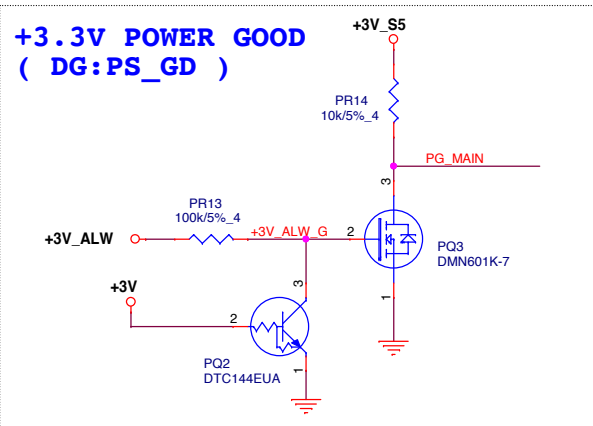 +3.3V POWER GOOD
( DG:PS_GD )
+3V_S5
PR14
10k/5%_4
PG_MAIN
3
PR13
100k/5%_4
+3V_ALW
+3V_ALW_G
2
PQ3
DMN601K-7
+3V
3
1
2
PQ2
DTC144EUA
1